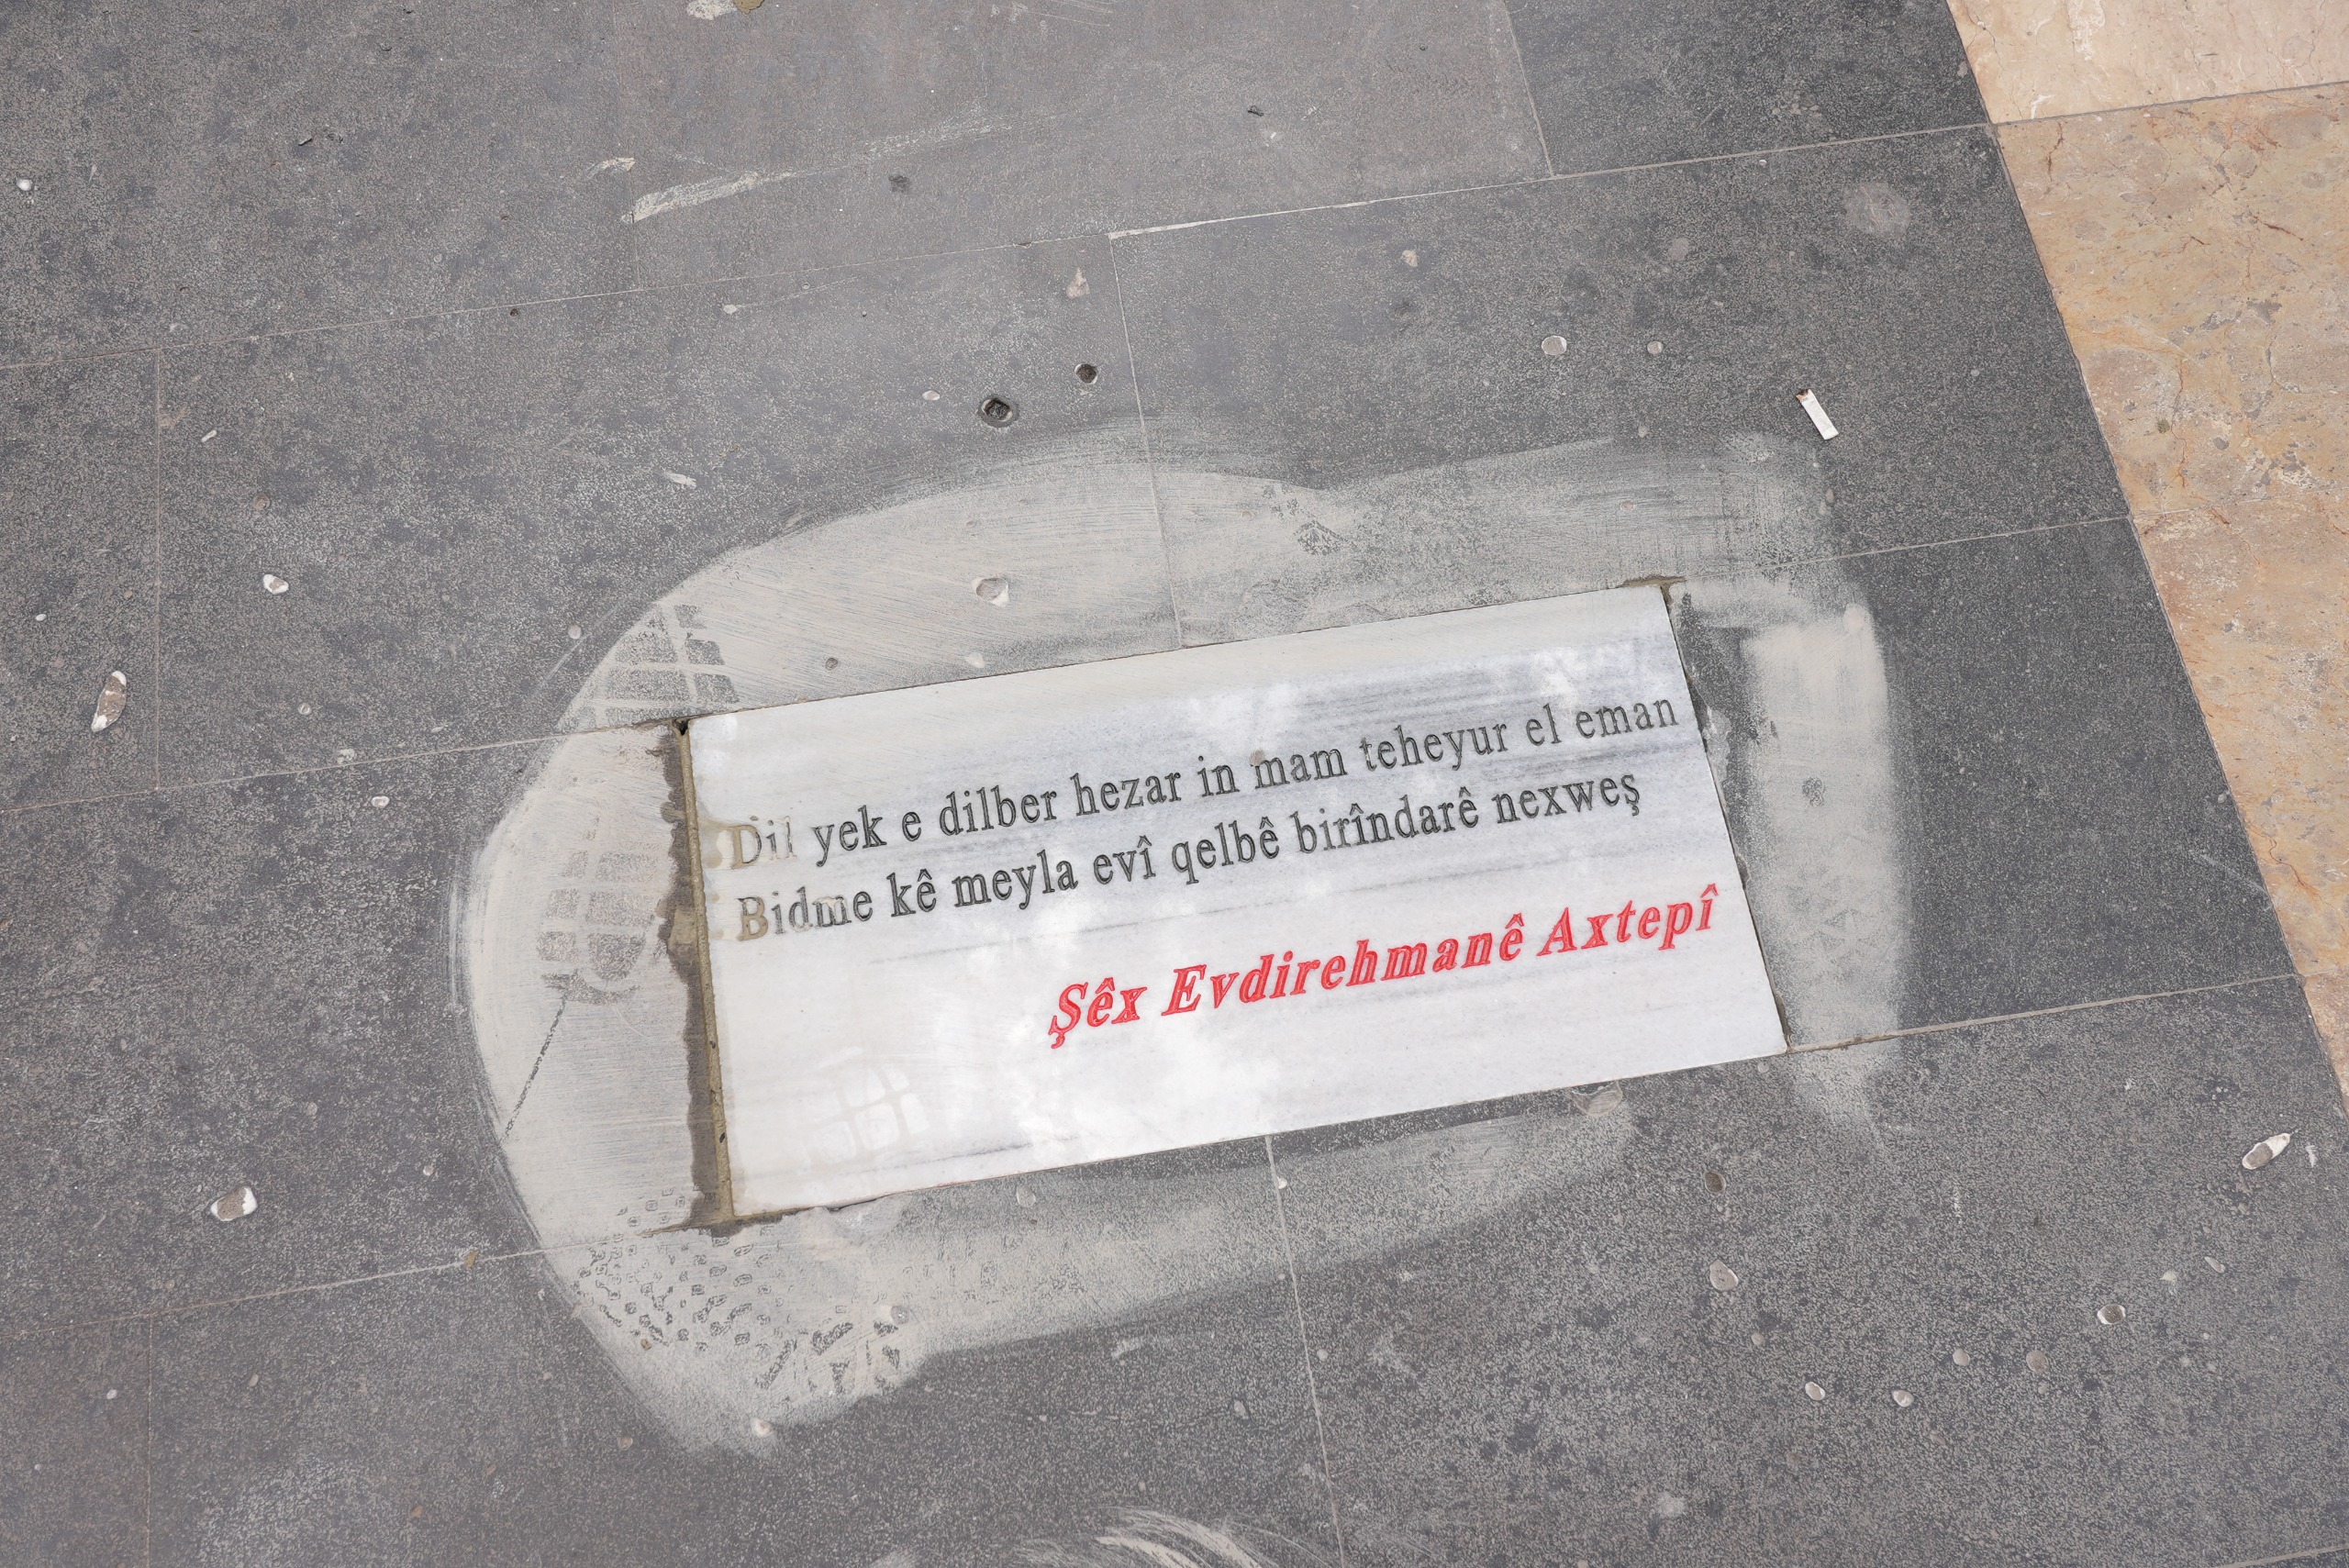 Dil yek e dilber hezar in mam teheyur el eman
Bidme kê meyla evî qelbê birîndarê nexweş
Şêx Evdirehmanê Axtepî